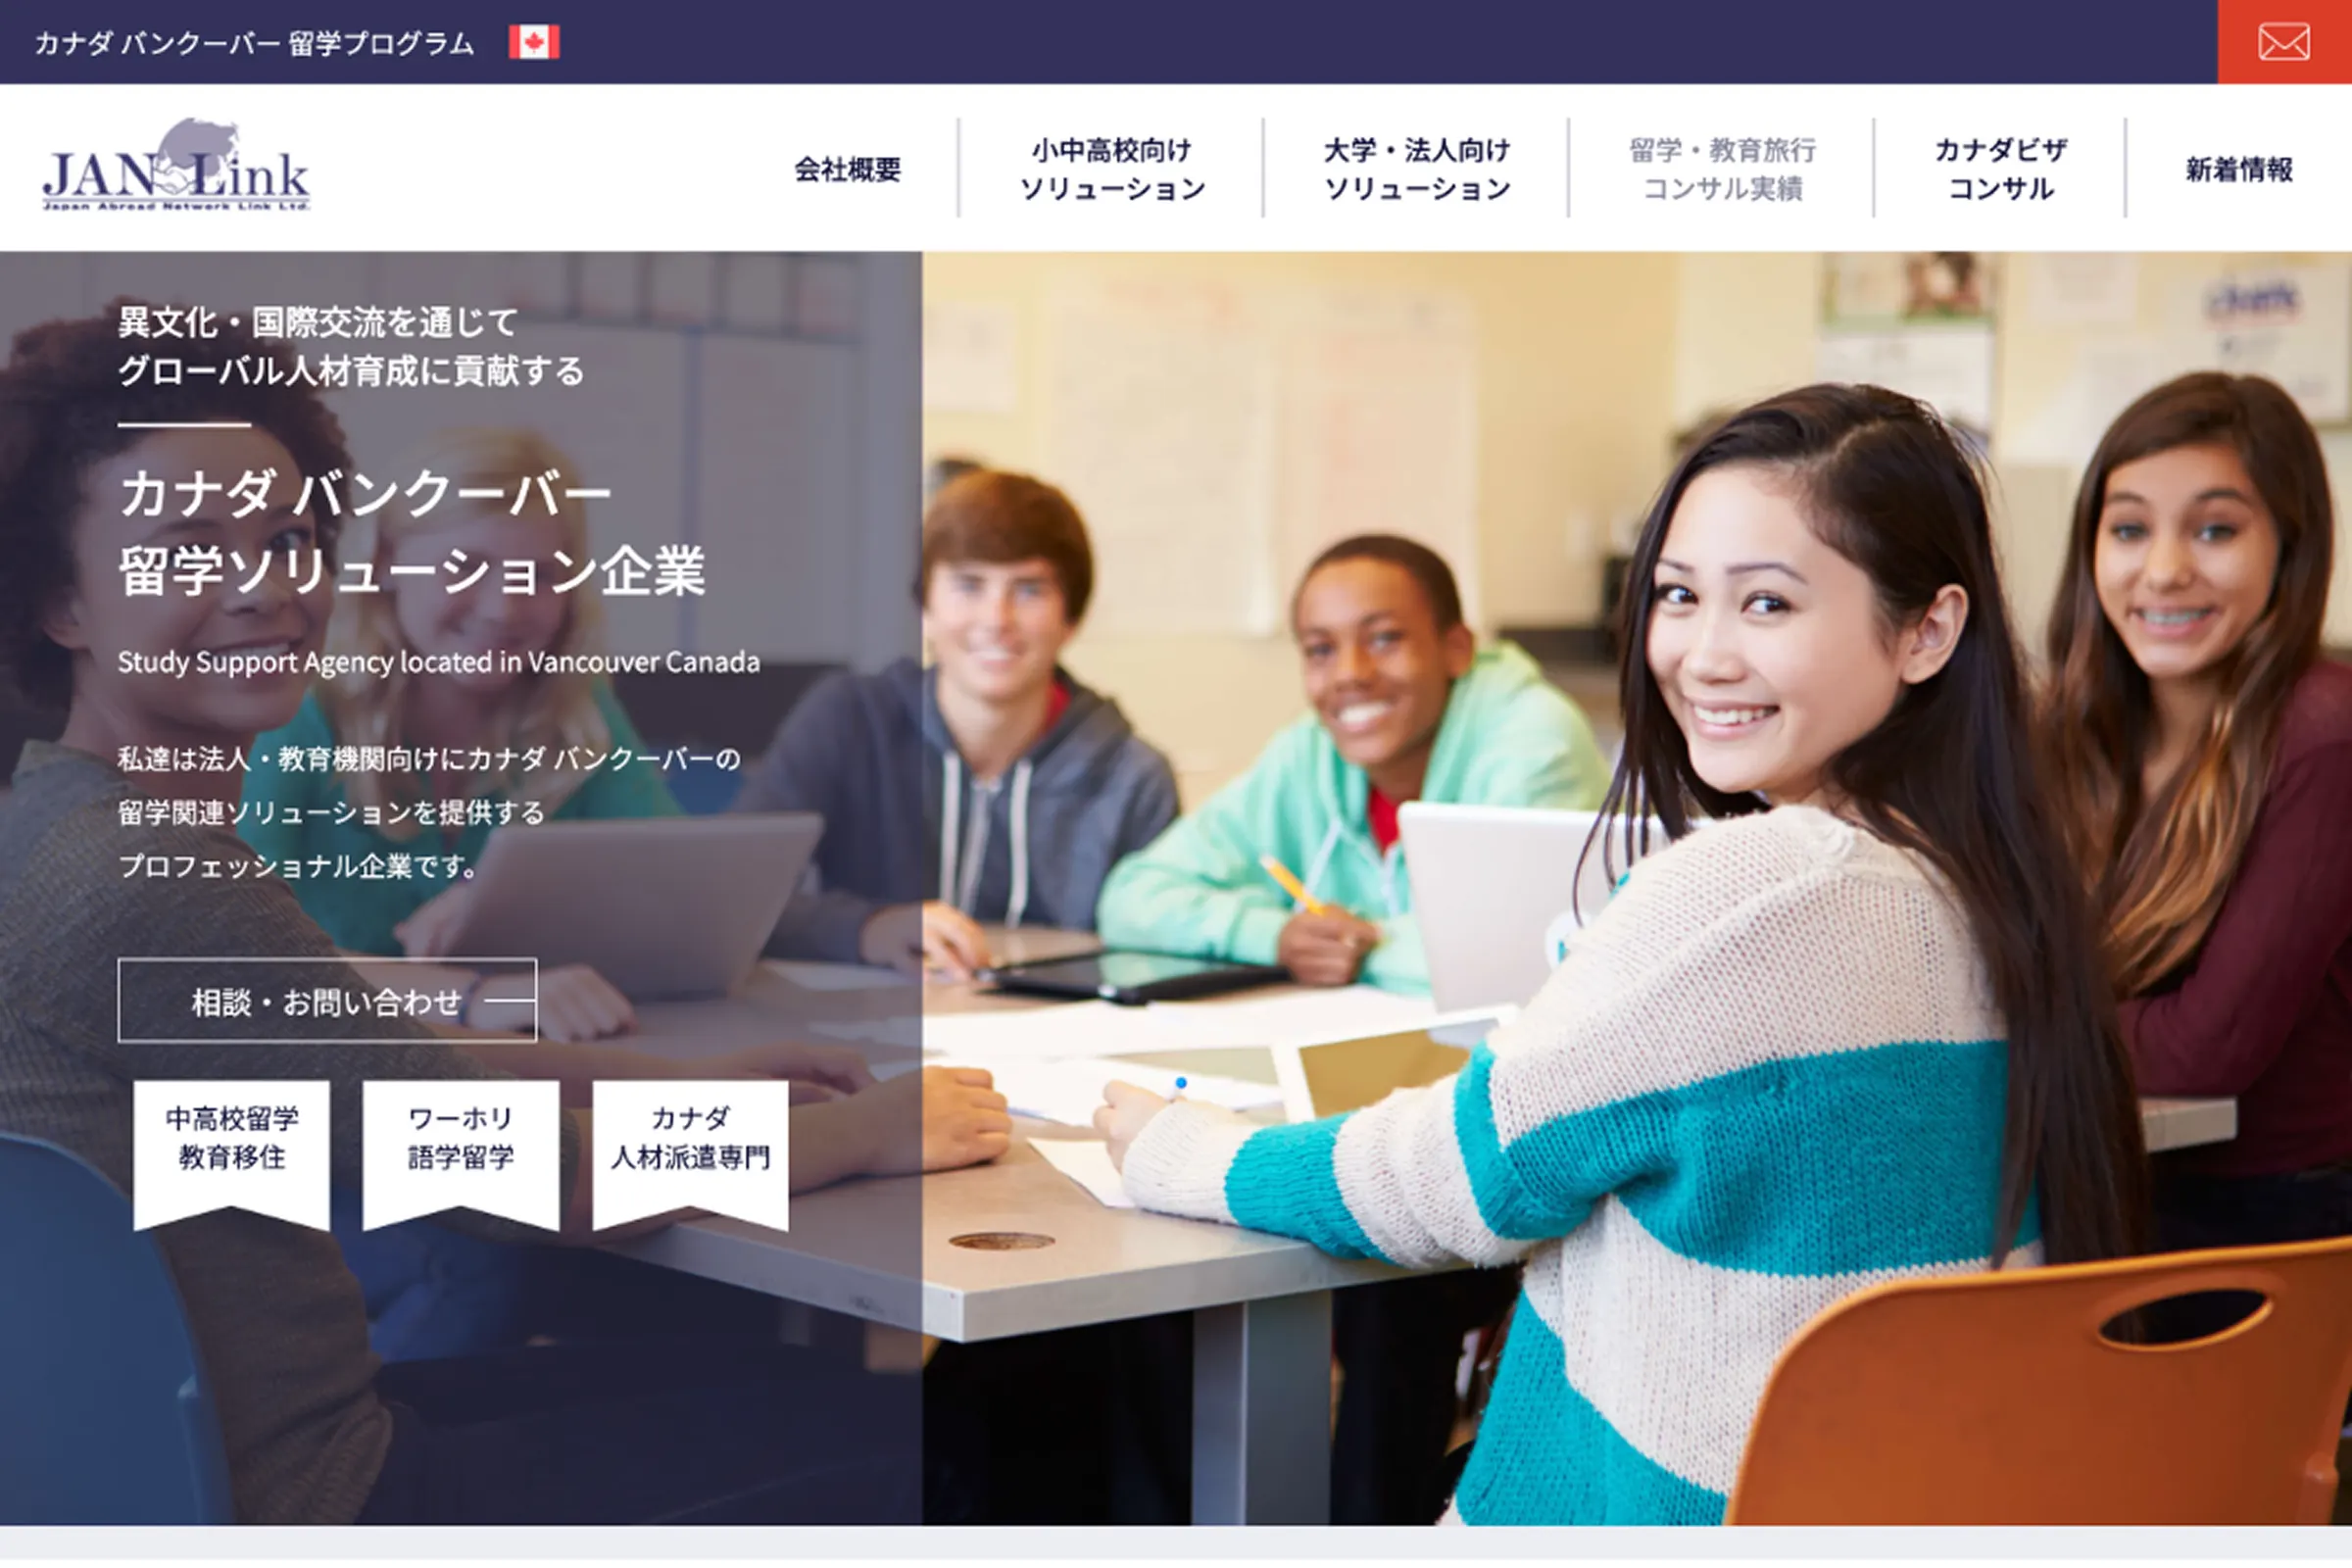 カナダ バンクーバー 留学プログラム
JAN Link
Japan Abroad Network Link Ltd.
会社概要
小中高校向け
ソリューション
大学・法人向け
ソリューション
留学・教育旅行
コンサル実績
カナダビザ
コンサル
新着情報
異文化・国際交流を通じて
グローバル人材育成に貢献する
カナダ バンクーバー
留学ソリューション企業
Study Support Agency located in Vancouver Canada
私達は法人・教育機関向けにカナダ バンクーバーの
留学関連ソリューションを提供する
プロフェッショナル企業です。
相談・お問い合わせ
中高校留学
教育移住
ワーホリ
語学留学
カナダ
人材派遣専門